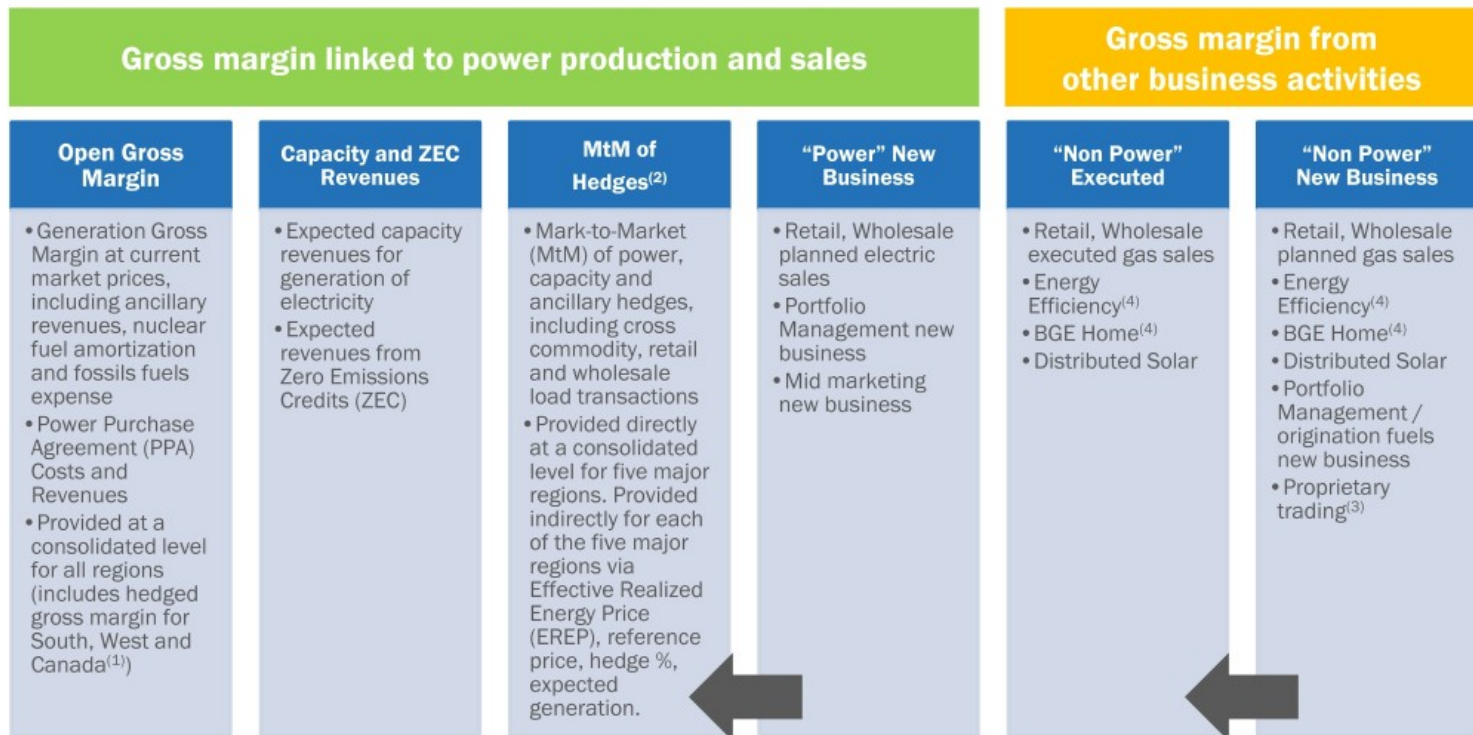 Gross margin linked to power production and sales
Gross margin from
other business activities
Open Gross
Margin
• Generation Gross
Margin at current
market prices,
including ancillary
revenues, nuclear
fuel amortization
and fossils fuels
expense
• Power Purchase
Agreement (PPA)
Costs and
Revenues
• Provided at a
consolidated level
for all regions
(includes hedged
gross margin for
South, West and
Canada(1))
Capacity and ZEC
Revenues
• Expected capacity
revenues for
generation of
electricity
• Expected
revenues from
Zero Emissions
Credits (ZEC)
MtM of
Hedges(2)
• Mark-to-Market
(MtM) of power,
capacity and
ancillary hedges,
including cross
commodity, retail
and wholesale
load transactions
• Provided directly
at a consolidated
level for five major
regions. Provided
indirectly for each
of the five major
regions via
Effective Realized
Energy Price
(EREP), reference
price, hedge %,
expected
generation.
“Power” New
Business
• Retail, Wholesale
planned electric
sales
• Portfolio
Management new
business
• Mid marketing
new business
“Non Power”
Executed
• Retail, Wholesale
executed gas sales
• Energy
Efficiency(4)
• BGE Home(4)
• Distributed Solar
“Non Power”
New Business
• Retail, Wholesale
planned gas sales
• Energy
Efficiency(4)
• BGE Home(4)
• Distributed Solar
• Portfolio
Management /
origination fuels
new business
• Proprietary
trading(3)